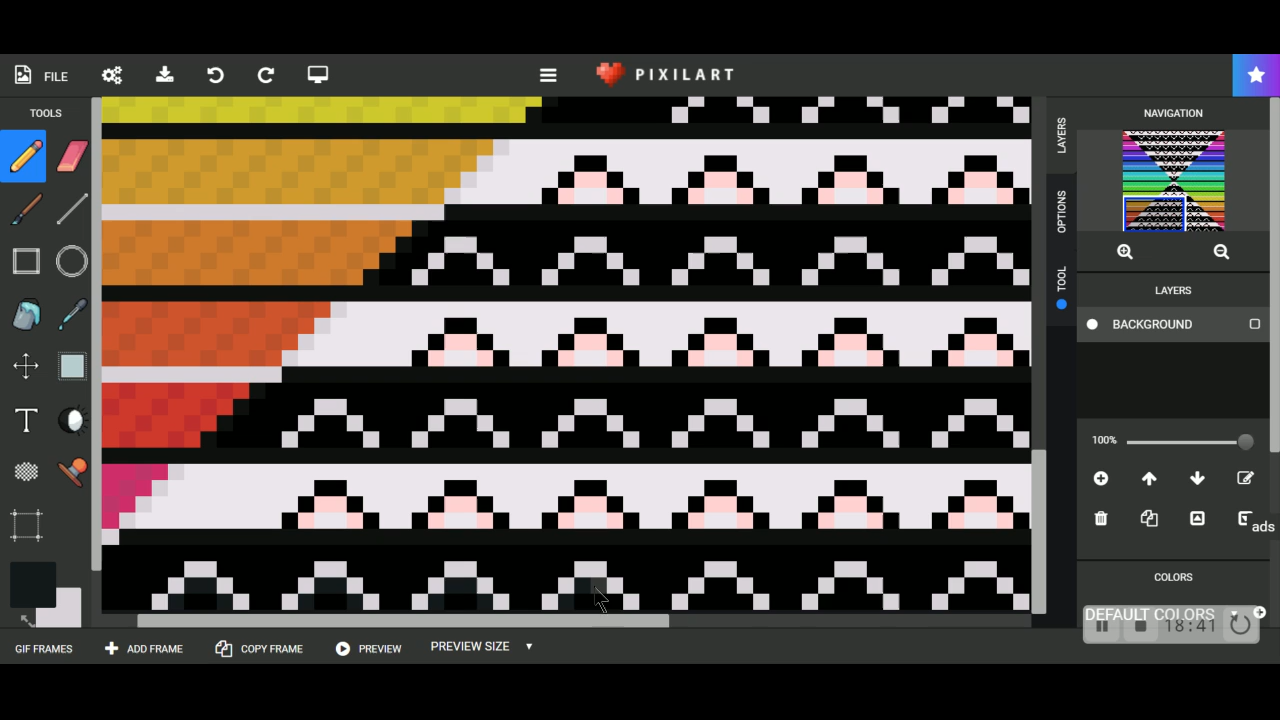 FILE
PIXILART
TOOLS
LAYERS
OPTIONS
TOOL
NAVIGATION
LAYERS
BACKGROUND
100%
ads
COLORS
DEFAULT COLORS
18:41
GIF FRAMES
ADD FRAME
COPY FRAME
PREVIEW
PREVIEW SIZE